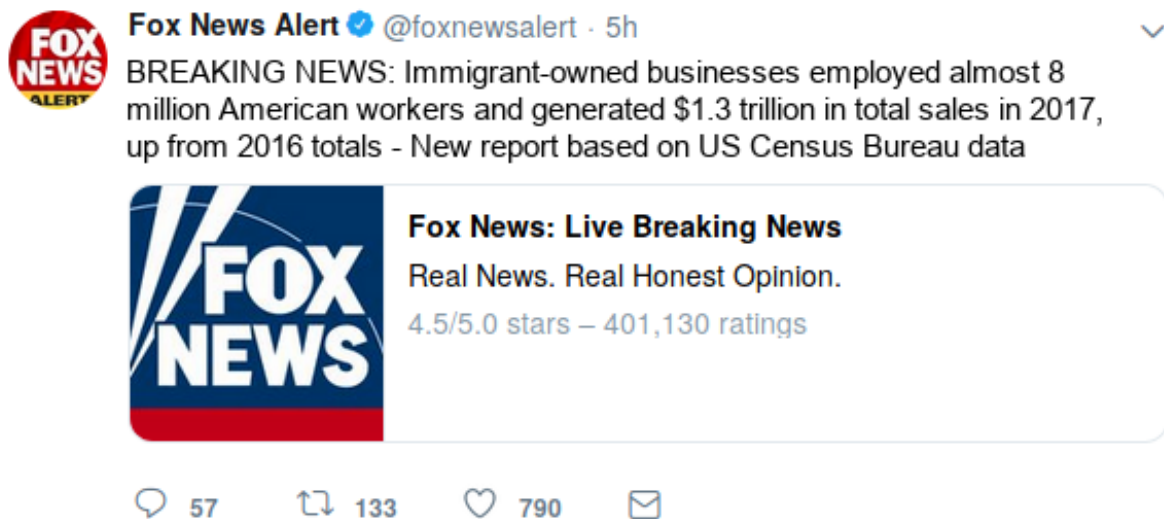 FOX
NEWS
ALERT
Fox News Alert @foxnewsalert · 5h
BREAKING NEWS: Immigrant-owned businesses employed almost 8
million American workers and generated $1.3 trillion in total sales in 2017,
up from 2016 totals - New report based on US Census Bureau data
FOX
NEWS
Fox News: Live Breaking News
Real News. Real Honest Opinion.
4.5/5.0 stars – 401,130 ratings
57 133 790